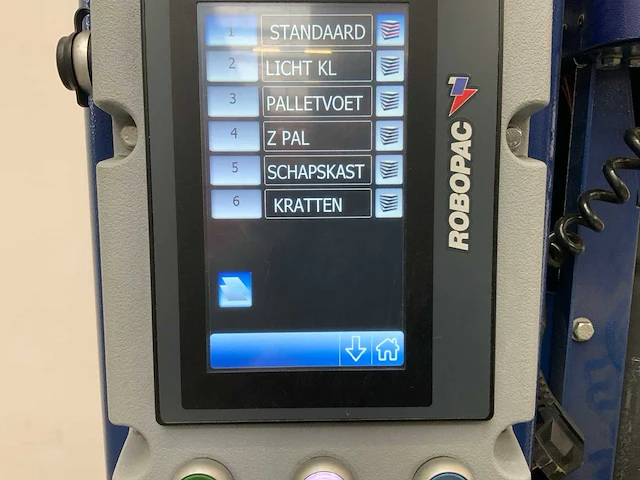 1 STANDAARD
2 LICHT KL
3 PALLETVOET
4 Z PAL
5 SCHAPSKAST
6 KRATTEN
ROBOPAC